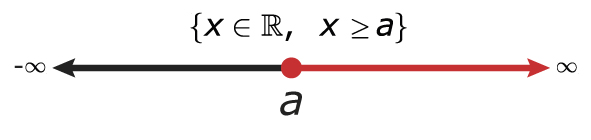 {x ∈ ℝ, x ≥ a}
-∞ ∞
a